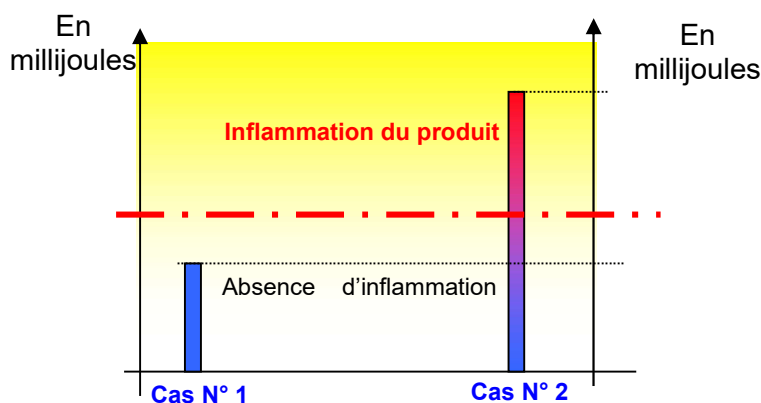 En
millijoules
En
millijoules
Inflammation du produit
Absence d’inflammation
Cas N° 1
Cas N° 2